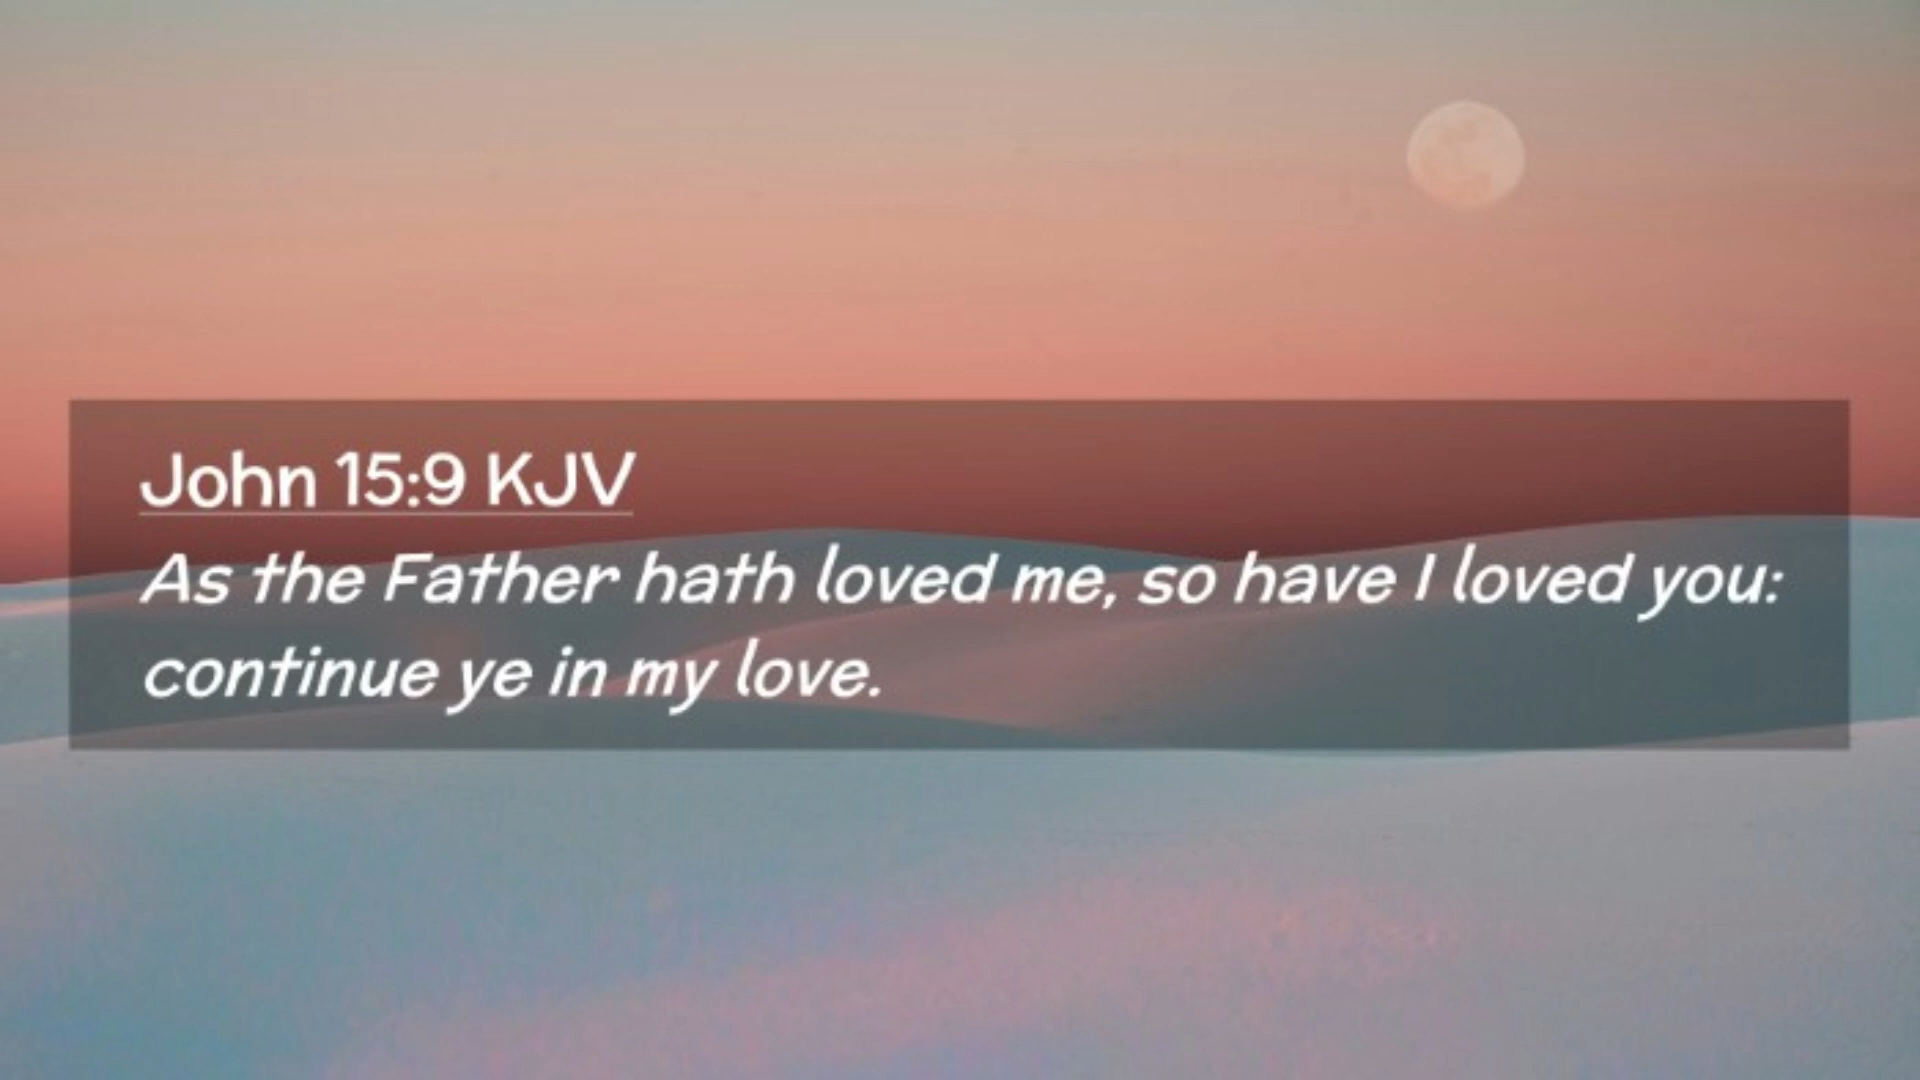 John 15:9 KJV
As the Father hath loved me, so have I loved you:
continue ye in my love.